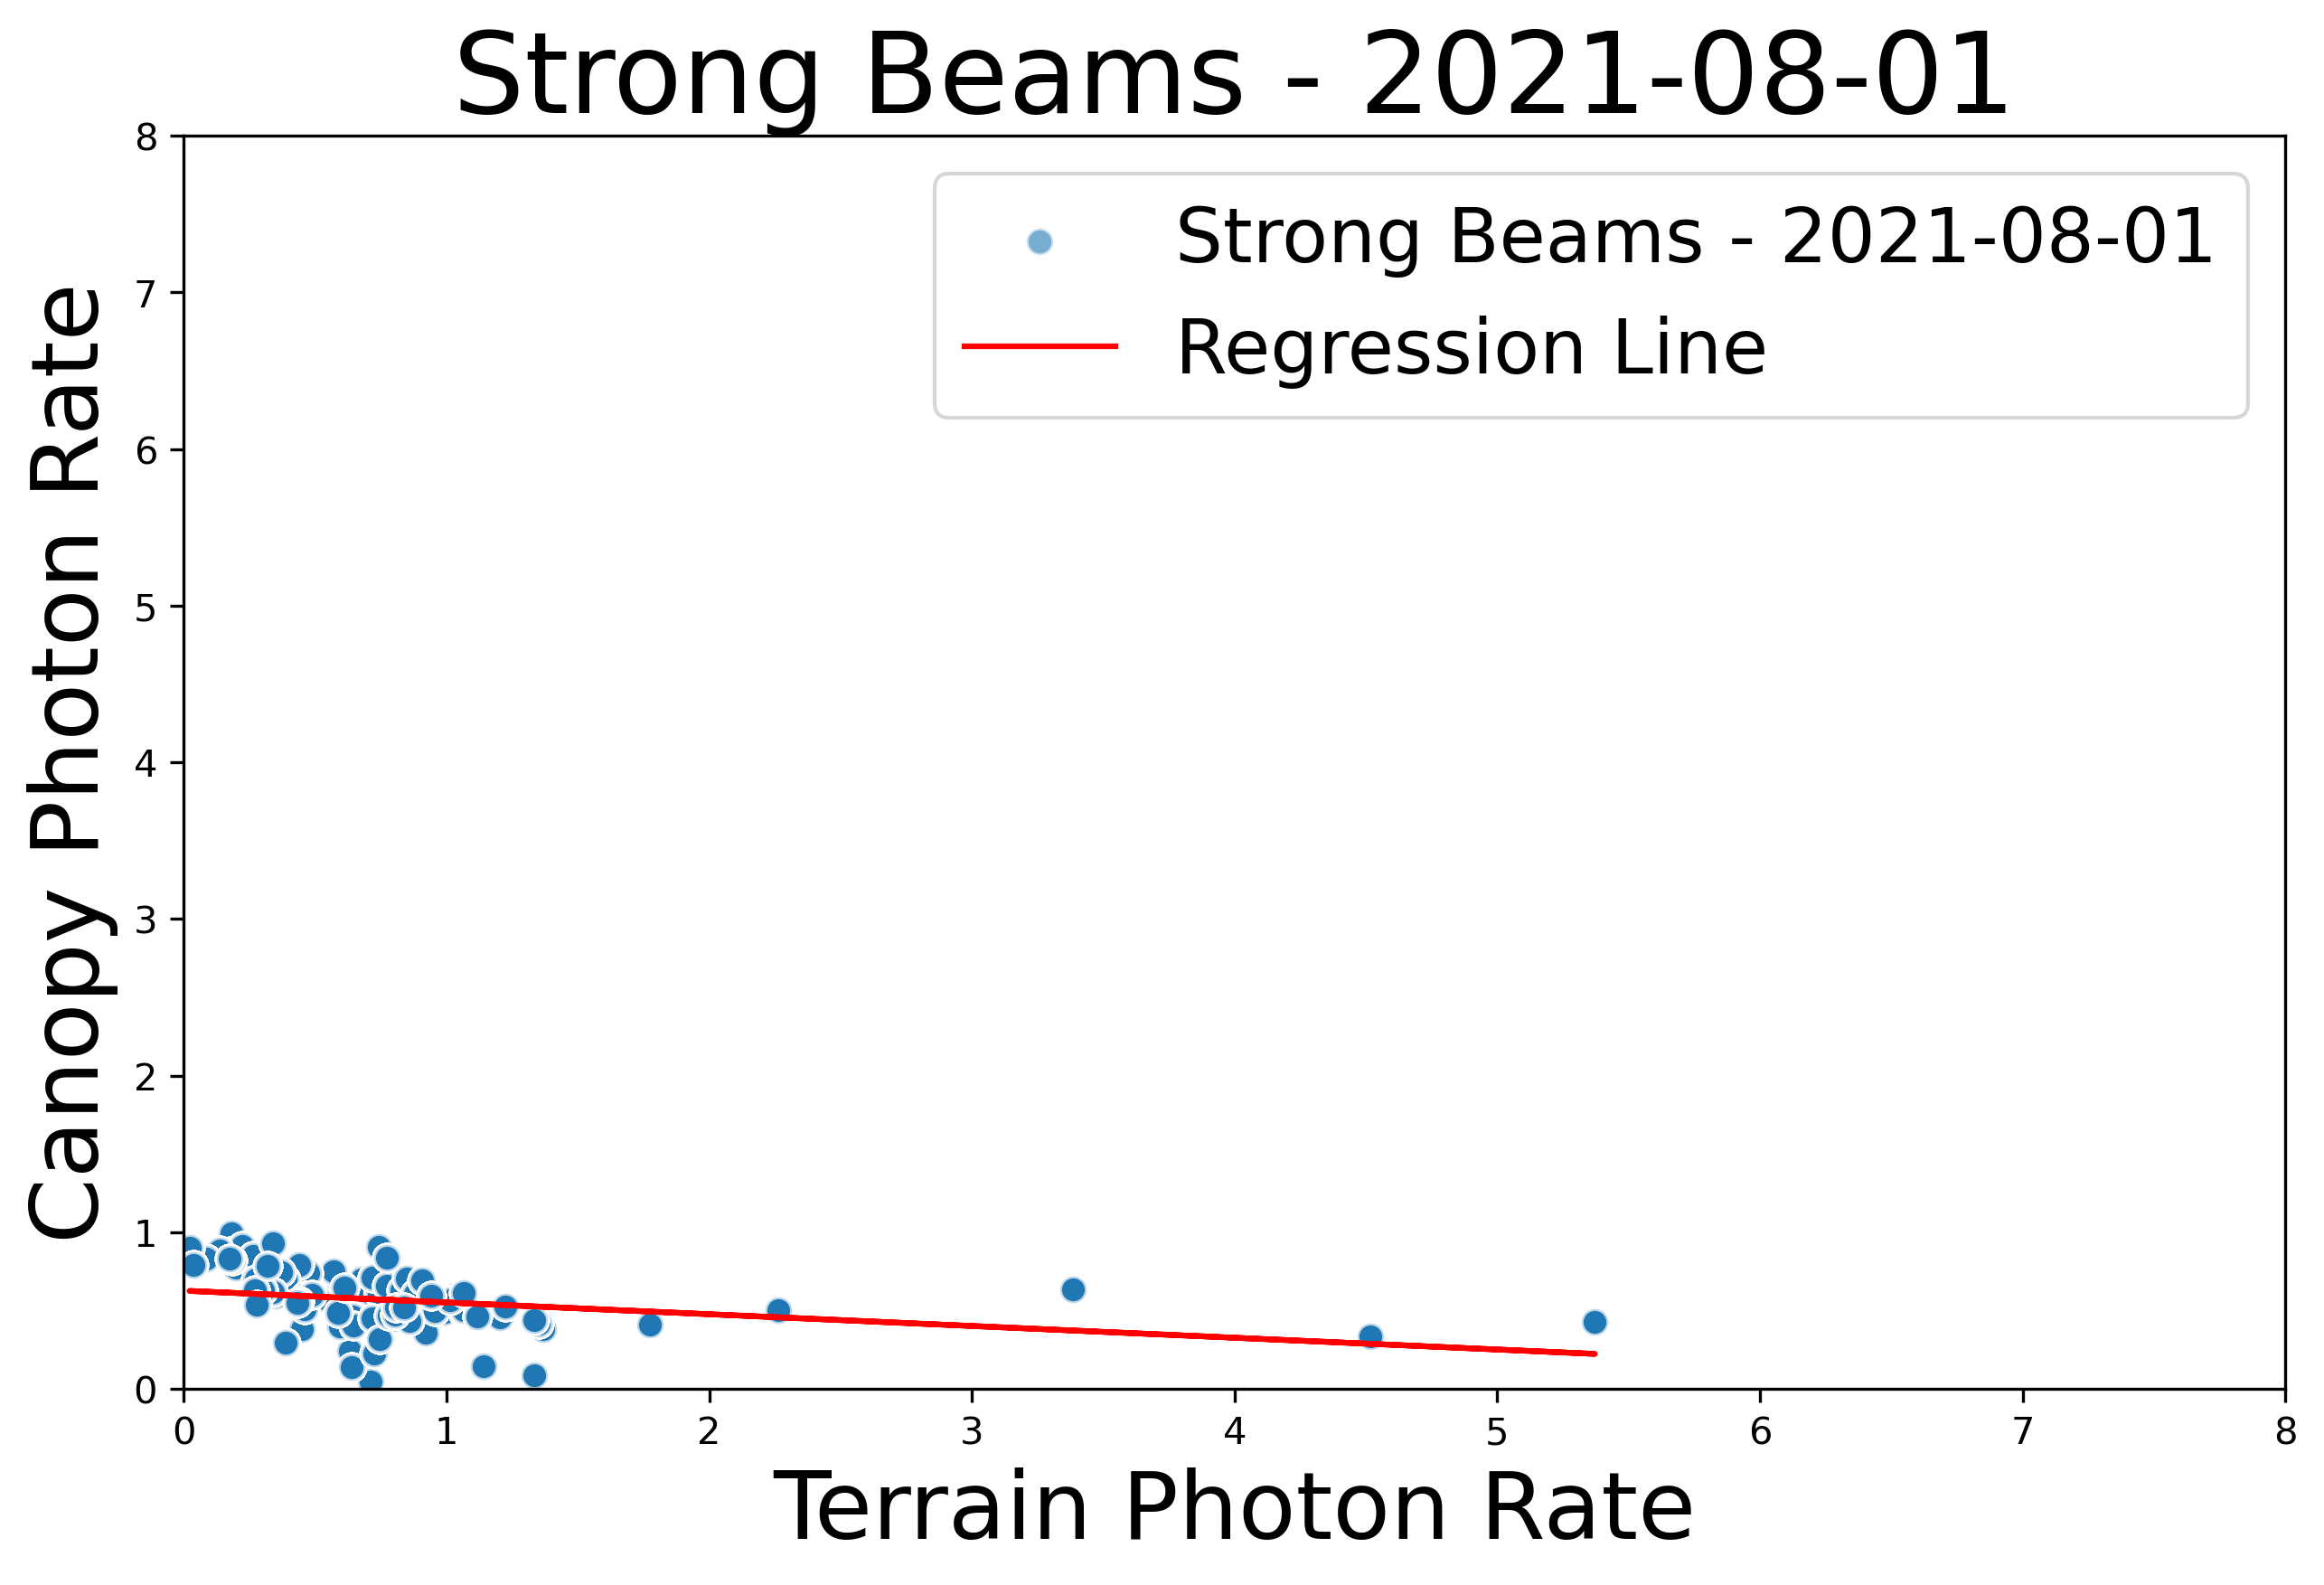 Strong Beams - 2021-08-01
Strong Beams - 2021-08-01
Regression Line
Canopy Photon Rate
8
7
6
5
4
3
2
1
0
0 1 2 3 4 5 6 7 8
Terrain Photon Rate